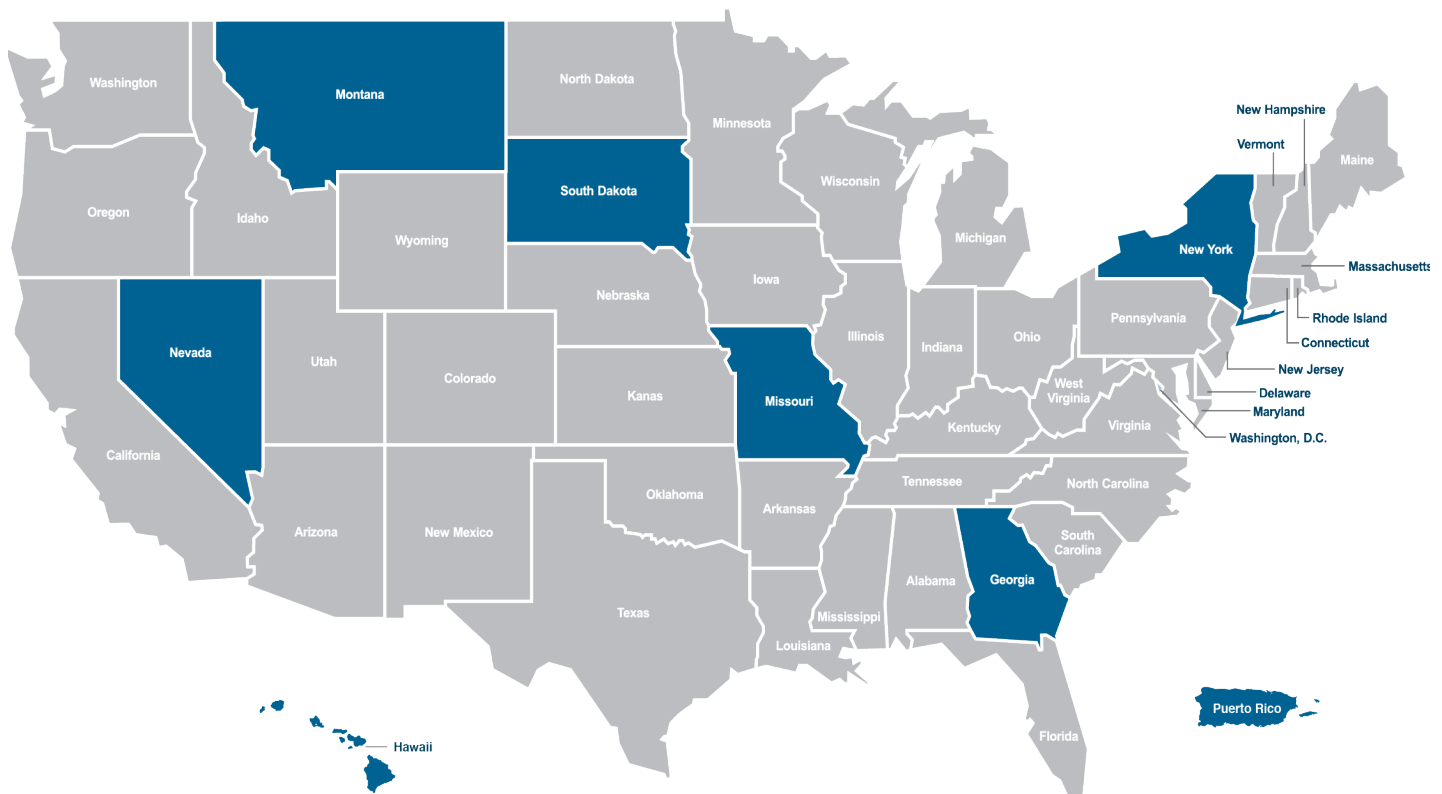 New Hampshire
Vermont
Washington
Montana
North Dakota
Minnesota
Maine
Wisconsin
South Dakota
Oregon
Idaho
Wyoming
Michigan
New York
Massachusetts
Iowa
Nebraska
Pennsylvania
Rhode Island
Illinois
Ohio
Indiana
Connecticut
Nevada
Utah
Colorado
New Jersey
Kanas
West
Virginia
Delaware
Missouri
Maryland
Kentucky
Virginia
Washington, D.C.
California
Tennessee
North Carolina
Oklahoma
Arkansas
Arizona
New Mexico
South
Carolina
Alabama
Georgia
Texas
Mississippi
Louisiana
Puerto Rico
Florida
Hawaii